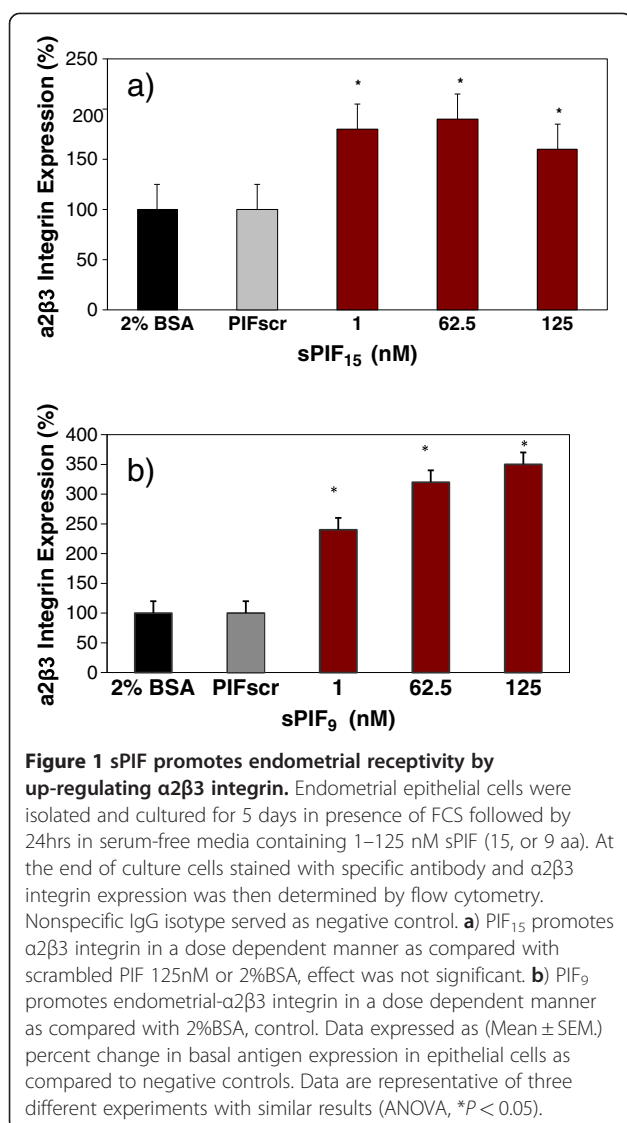 a)
a2β3 Integrin Expression (%)
250
200
150
100
50
0
* * *
2% BSA PIFscr 1 62.5 125
sPIF15 (nM)
b)
a2β3 Integrin Expression (%)
400
350
300
250
200
150
100
50
0
* * *
2% BSA PIFscr 1 62.5 125
sPIF9 (nM)
Figure 1 sPIF promotes endometrial receptivity by
up-regulating α2β3 integrin. Endometrial epithelial cells were
isolated and cultured for 5 days in presence of FCS followed by
24hrs in serum-free media containing 1–125 nM sPIF (15, or 9 aa). At
the end of culture cells stained with specific antibody and α2β3
integrin expression was then determined by flow cytometry.
Nonspecific IgG isotype served as negative control. a) PIF15 promotes
α2β3 integrin in a dose dependent manner as compared with
scrambled PIF 125nM or 2%BSA, effect was not significant. b) PIF9
promotes endometrial-α2β3 integrin in a dose dependent manner
as compared with 2%BSA, control. Data expressed as (Mean ± SEM.)
percent change in basal antigen expression in epithelial cells as
compared to negative controls. Data are representative of three
different experiments with similar results (ANOVA, *P < 0.05).